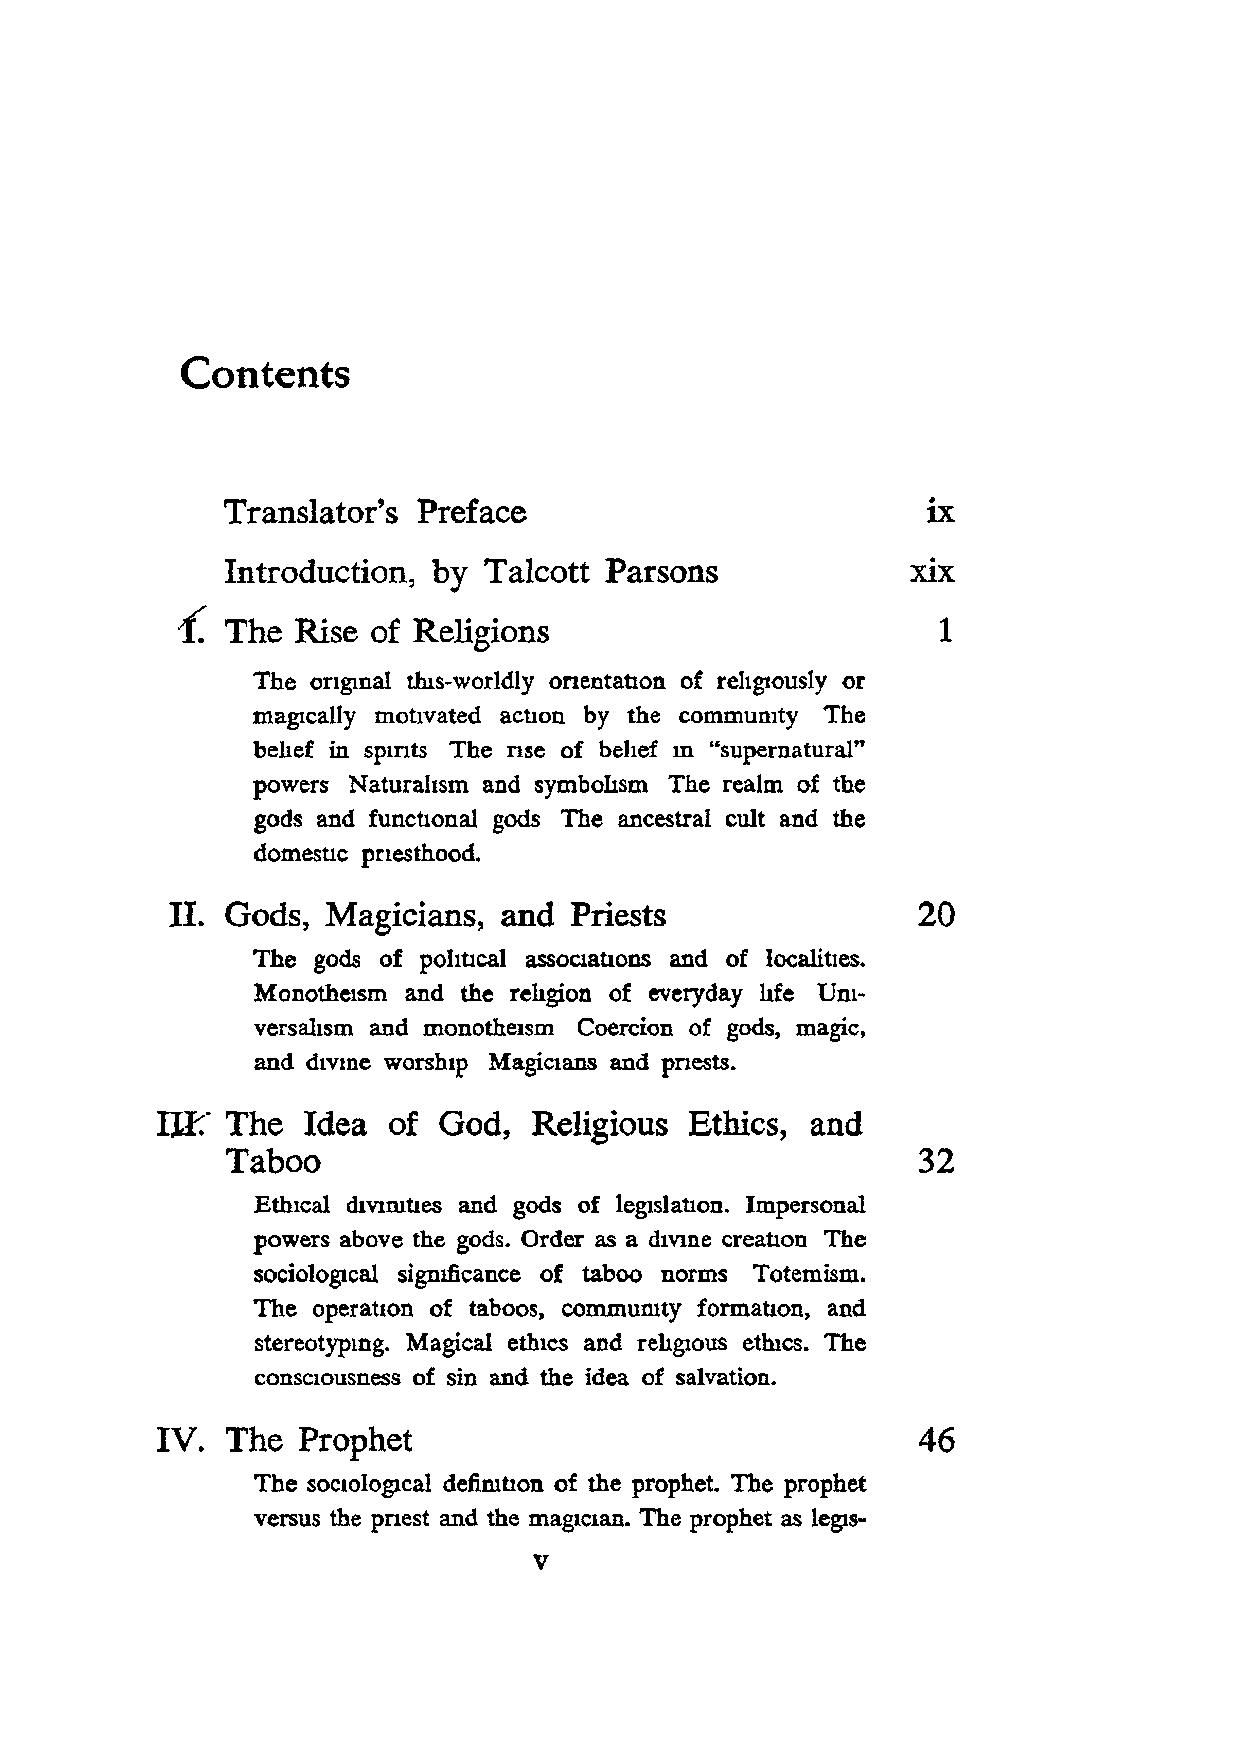 Contents
Translator's Preface ix
Introduction, by Talcott Parsons xix
I. The Rise of Religions 1
The original this-worldly orientation of religiously or
magically motivated action by the community The
belief in spirits The rise of belief in "supernatural"
powers Naturalism and symbolism The realm of the
gods and functional gods The ancestral cult and the
domestic priesthood.
II. Gods, Magicians, and Priests 20
The gods of political associations and of localities.
Monotheism and the religion of everyday life Uni-
versalism and monotheism Coercion of gods, magic,
and divine worship Magicians and priests.
III. The Idea of God, Religious Ethics, and
Taboo 32
Ethical divinities and gods of legislation. Impersonal
powers above the gods. Order as a divine creation The
sociological significance of taboo norms Totemism.
The operation of taboos, community formation, and
stereotyping. Magical ethics and religious ethics. The
consciousness of sin and the idea of salvation.
IV. The Prophet 46
The sociological definition of the prophet. The prophet
versus the priest and the magician. The prophet as legis-
v